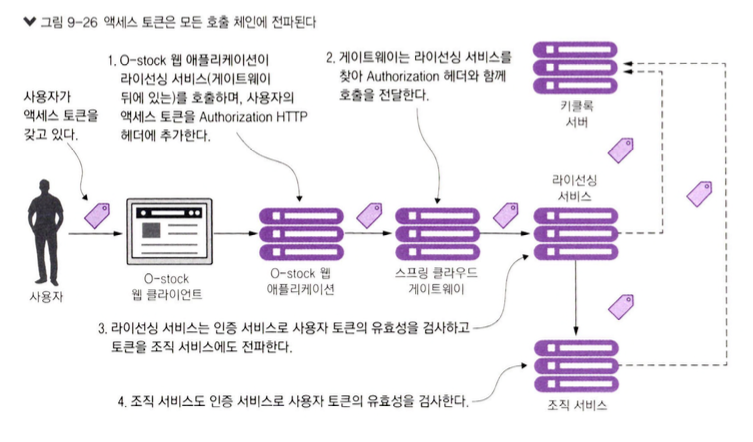 그림 9-26 액세스 토큰은 모든 호출 체인에 전파된다
사용자가
액세스 토큰을
갖고 있다.
1. O-stock 웹 애플리케이션이
라이선싱 서비스(게이트웨이
뒤에 있는)를 호출하며, 사용자의
액세스 토큰을 Authorization HTTP
헤더에 추가한다.
2. 게이트웨이는 라이선싱 서비스를
찾아 Authorization 헤더와 함께
호출을 전달한다.
키클록
서버
라이선싱
서비스
사용자
O-stock
웹 클라이언트
O-stock 웹
애플리케이션
스프링 클라우드
게이트웨이
3. 라이선싱 서비스는 인증 서비스로 사용자 토큰의 유효성을 검사하고
토큰을 조직 서비스에도 전파한다.
4. 조직 서비스도 인증 서비스로 사용자 토큰의 유효성을 검사한다.
조직 서비스